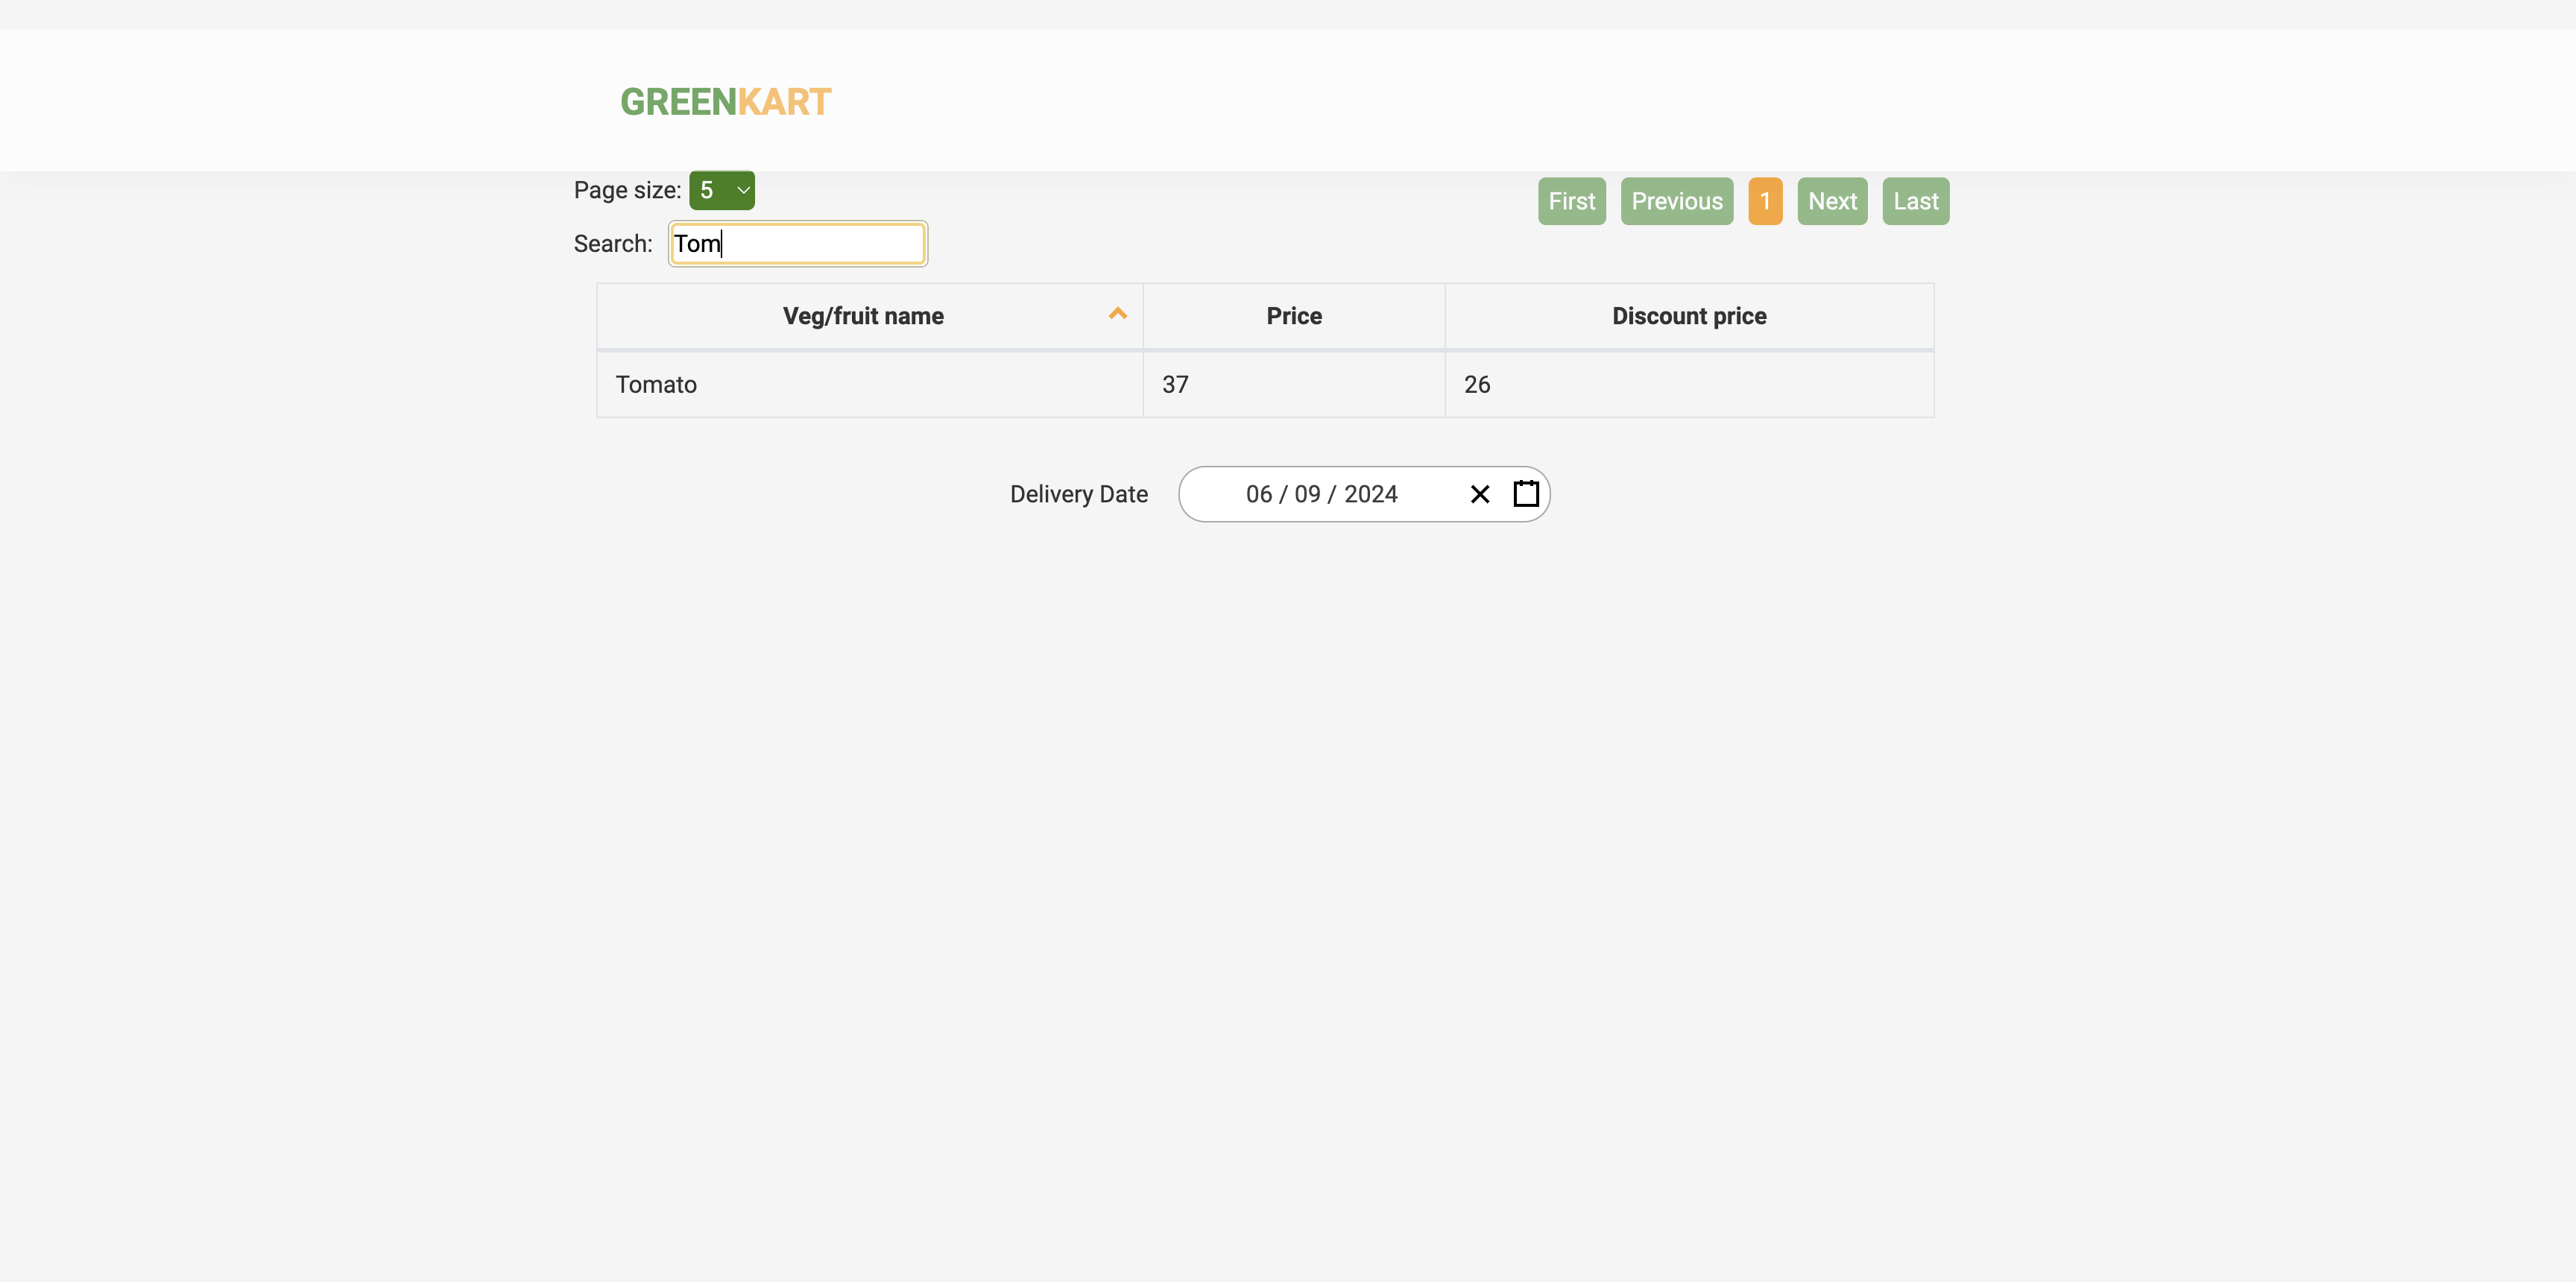 GREENKART
Page size: 5
First Previous 1 Next Last
Search: Tom
Veg/fruit name Price Discount price
Tomato 37 26
Delivery Date 06 / 09 / 2024